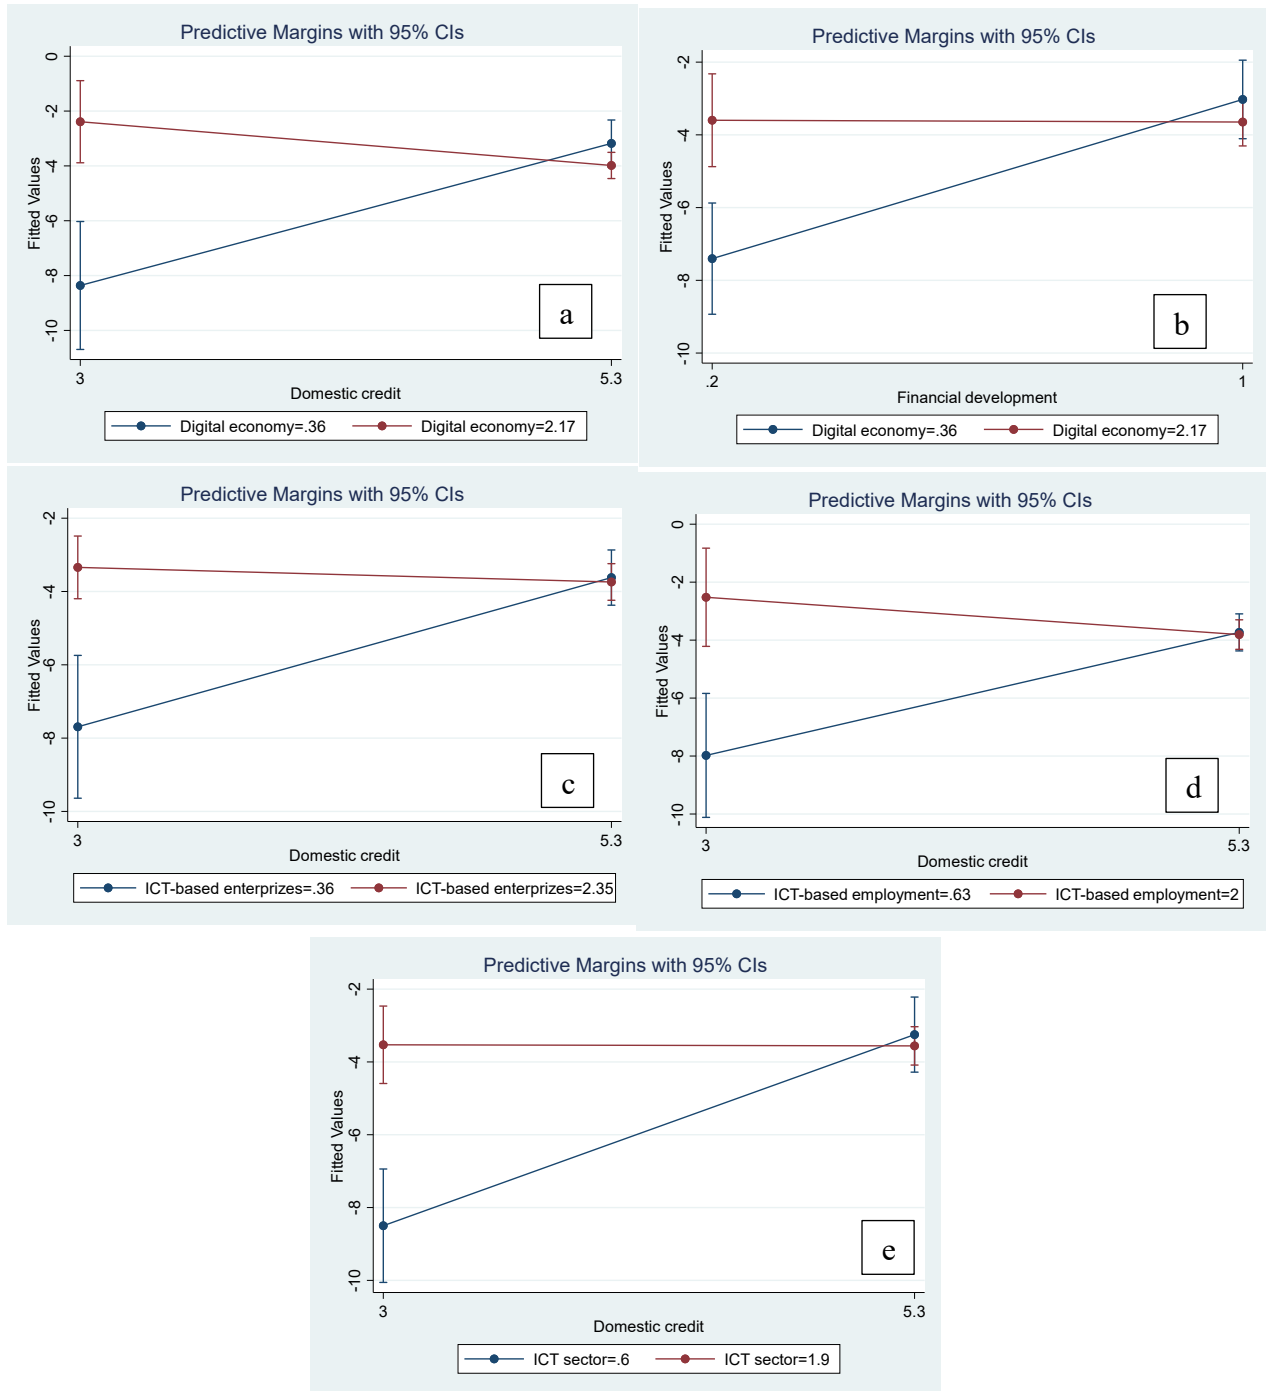 Predictive Margins with 95% CIs
0
-2
-4
-6
-8
-10
Fitted Values
a
3
5.3
Domestic credit
Digital economy=.36
Digital economy=2.17
Predictive Margins with 95% CIs
-2
-4
-6
-8
-10
Fitted Values
b
.2
1
Financial development
Digital economy=.36
Digital economy=2.17
Predictive Margins with 95% CIs
-2
-4
-6
-8
-10
Fitted Values
c
3
5.3
Domestic credit
ICT-based enterprizes=.36
ICT-based enterprizes=2.35
Predictive Margins with 95% CIs
0
-2
-4
-6
-8
-10
Fitted Values
d
3
5.3
Domestic credit
ICT-based employment=.63
ICT-based employment=2
Predictive Margins with 95% CIs
-2
-4
-6
-8
-10
Fitted Values
e
3
5.3
Domestic credit
ICT sector=.6
ICT sector=1.9